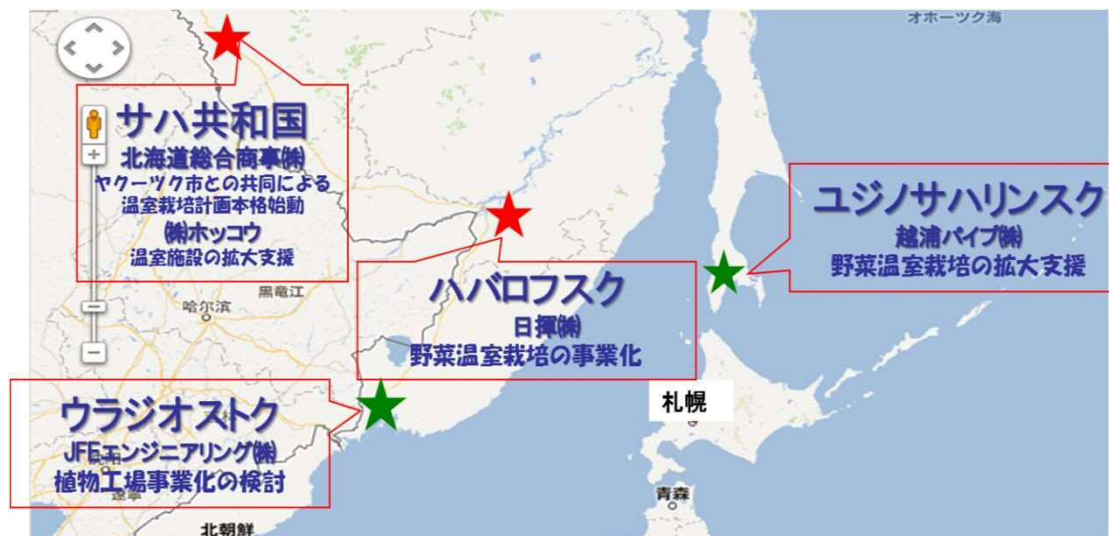 オホーツク海
サハ共和国
北海道総合商事㈱
ヤクーツク市との共同による
温室栽培計画本格始動
㈱ホッコウ
温室施設の拡大支援
ユジノサハリンスク
越浦パイプ㈱
野菜温室栽培の拡大支援
黒竜江
哈尔滨
ハバロフスク
日揮㈱
野菜温室栽培の事業化
ウラジオストク
JFEエンジニアリング㈱
植物工場事業化の検討
札幌
青森
遼寧
北朝鮮